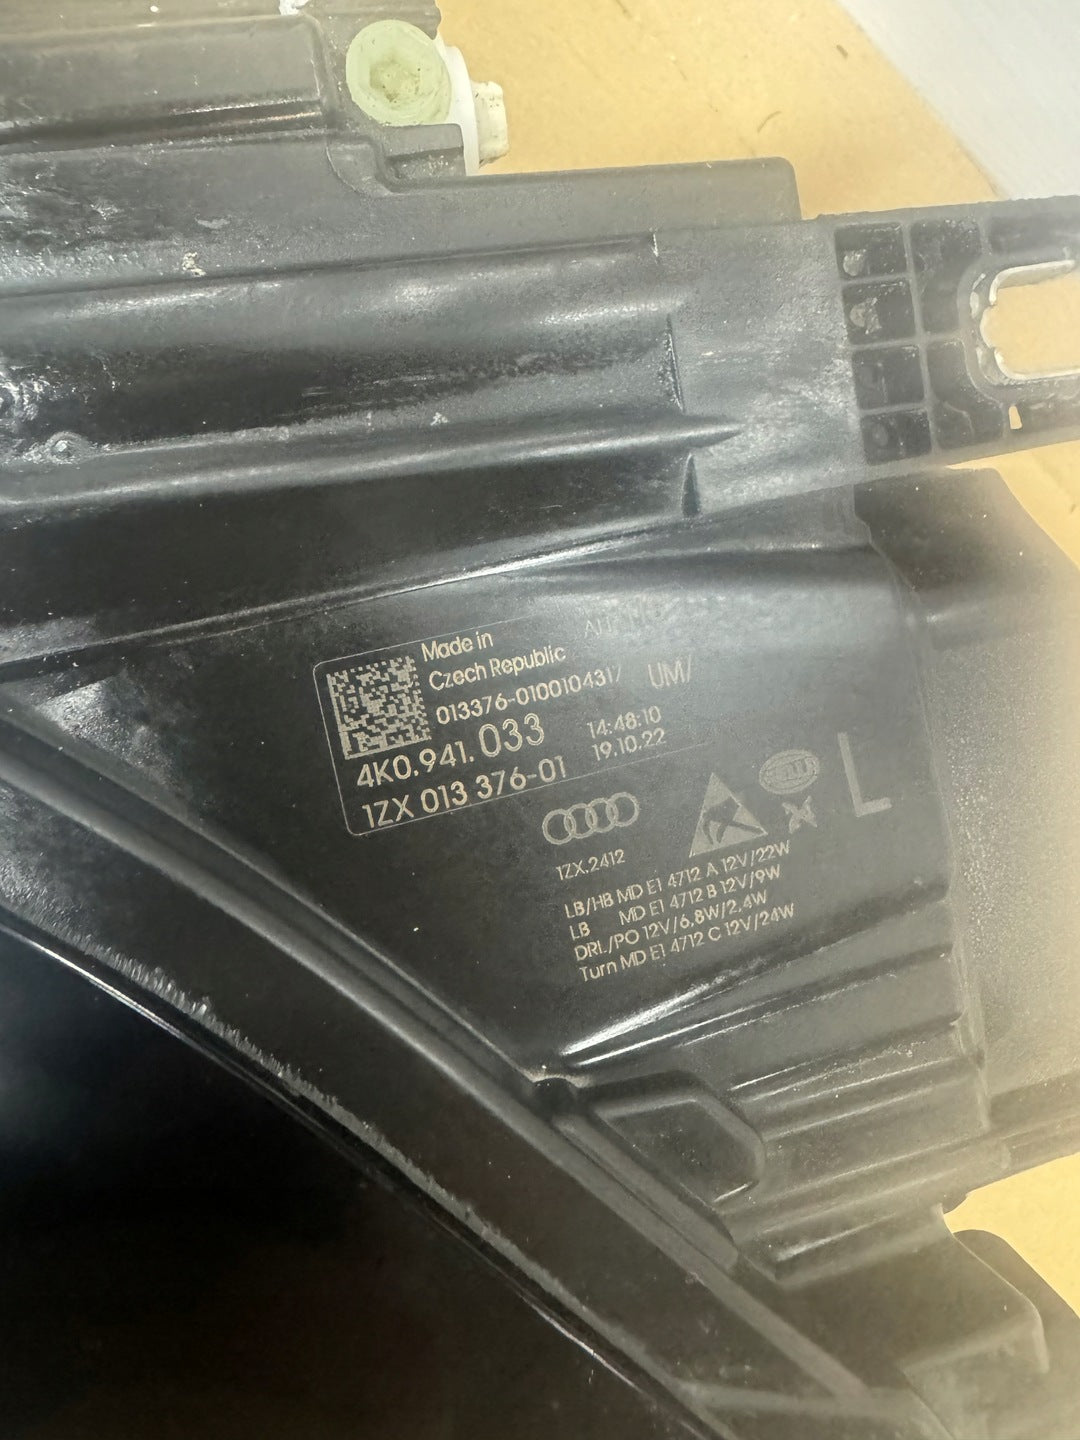 Made in
Czech Republic
013376-0100104317 UM/
4K0.941.033 14:48:10
1ZX 013 376-01 19.10.22
HELLA
L
1ZX.2412
LB/HB MD E1 4712 A 12V/22W
LB MD E1 4712 B 12V/9W
DRL/PO 12V/6,8W/2,4W
Turn MD E1 4712 C 12V/24W